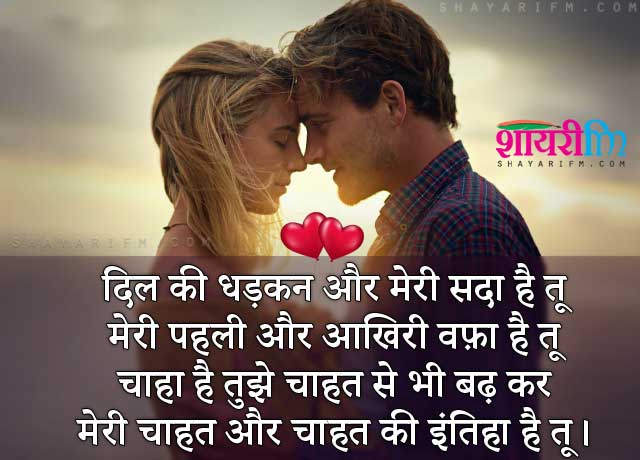 SHAYARIFM.COM
शायरीfm
SHAYARIFM.COM
SHAYARIFM.COM
दिल की धड़कन और मेरी सदा है तू
मेरी पहली और आखिरी वफ़ा है तू
चाहा है तुझे चाहत से भी बढ़ कर
मेरी चाहत और चाहत की इंतिहा है तू।